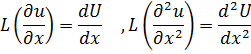 L(∂u/∂x) = dU/dx , L(∂²u/∂x²) = d²U/dx²